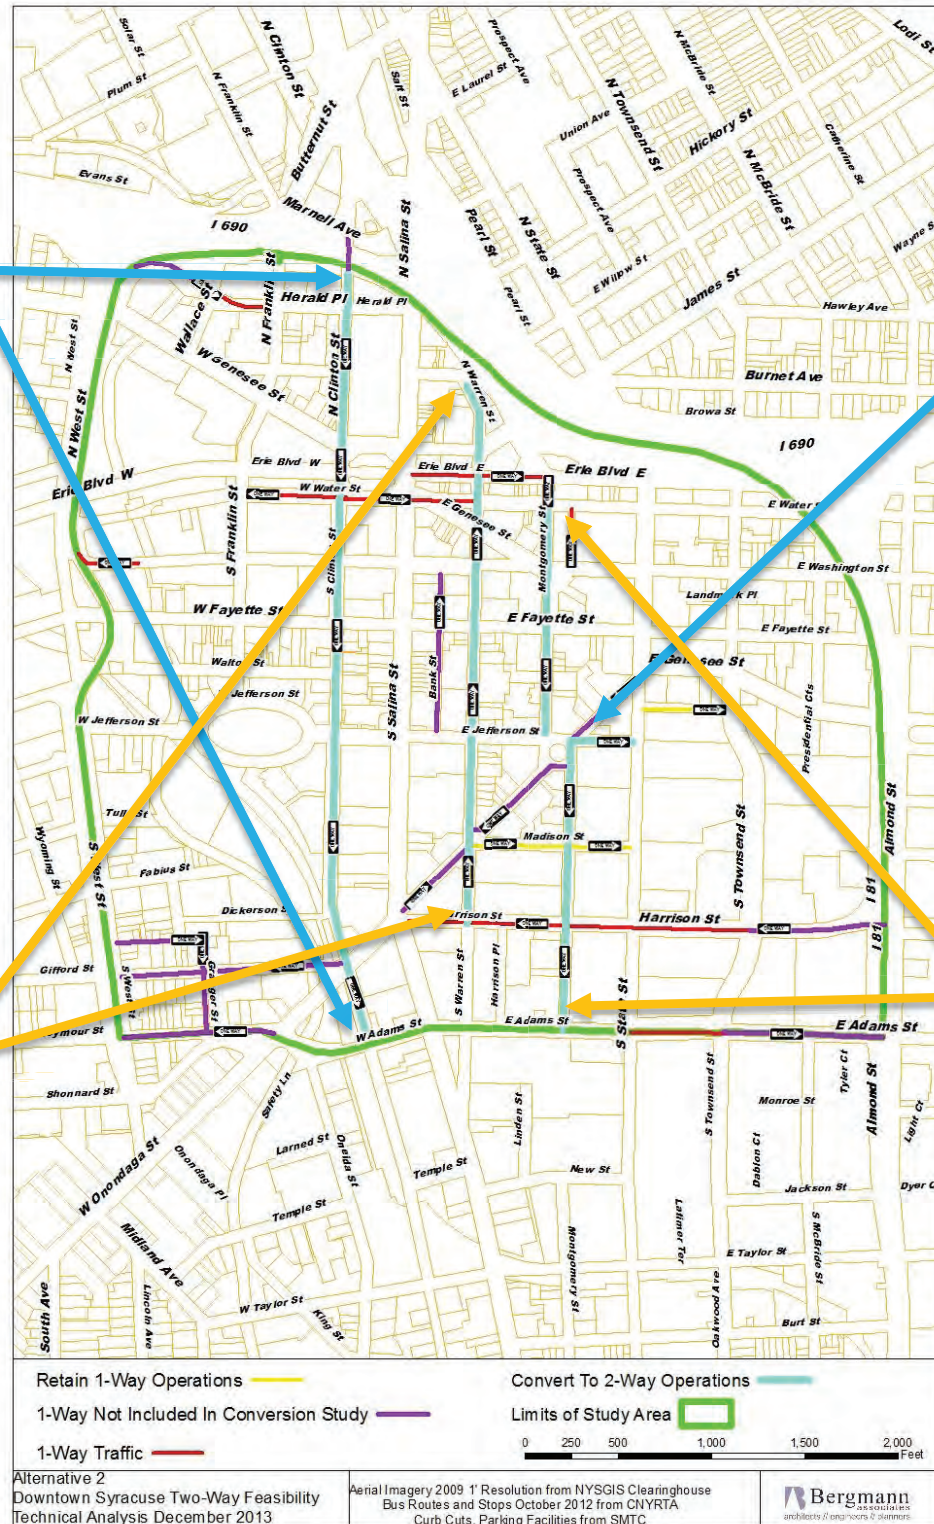 Solar St
N Clinton St
Prospect Ave
N McBride St
Lodi St
Plum St
N Franklin St
Salt St
E Laurel St
N Townsend St
Butternut St
Union Ave
Hickory St
Catherine St
Evans St
Prospect Ave
N McBride St
Marnell Ave
N Salina St
Pearl St
N State St
Wayne S
I 690
E Willow St
James St
Pearl St
Hawley Ave
Herald Pl
Herald Pl
N Franklin St
Wallace St
N West St
W Genesee St
N Clinton St
N Warren St
Burnet Ave
Browa St
N West St
I 690
Erie Blvd W
Erie Blvd W
Erie Blvd E
Erie Blvd E
W Water St
E Water St
E Genesee St
Montgomery St
S Franklin St
E Washington St
W Fayette St
E Fayette St
E Fayette St
Walton St
E Genesee St
Jefferson St
Bank St
S Salina St
W Jefferson St
E Jefferson St
Presidential Cts
ONE WAY
Wyoming St
Madison St
S Townsend St
Almond St
Fabius St
I 81
Dickerson S
rrison St
Harrison St
I 81
Gifford St
S West St
S Warren St
Harrison Pl
W Adams St
E Adams St
E Adams St
eymour St
Shonnard St
Safety Ln
Linden St
S Townsend St
Monroe St
Tyler Ct
Almond St
Light Ct
W Onondaga St
Onondaga Pl
Larned St
Oneida St
Temple St
New St
Dablon Ct
Jackson St
Dyer C
Temple St
Midland Ave
Montgomery St
Latimer Ter
S McBride St
E Taylor St
South Ave
Lincoln Ave
W Taylor St
King St
Oakwood Ave
Burt St
Retain 1-Way Operations
Convert To 2-Way Operations
1-Way Not Included In Conversion Study
Limits of Study Area
1-Way Traffic
0 250 500 1,000 1,500 2,000
Feet
Alternative 2
Downtown Syracuse Two-Way Feasibility
Technical Analysis December 2013
Aerial Imagery 2009 1' Resolution from NYSGIS Clearinghouse
Bus Routes and Stops October 2012 from CNYRTA
Curb Cuts, Parking Facilities from SMTC
Bergmann
associates
architects // engineers // planners